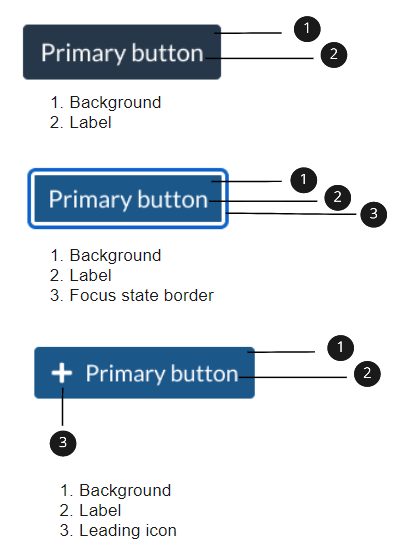 1
Primary button
2
1. Background
2. Label
1
Primary button
2
3
1. Background
2. Label
3. Focus state border
1
Primary button
2
3
1. Background
2. Label
3. Leading icon